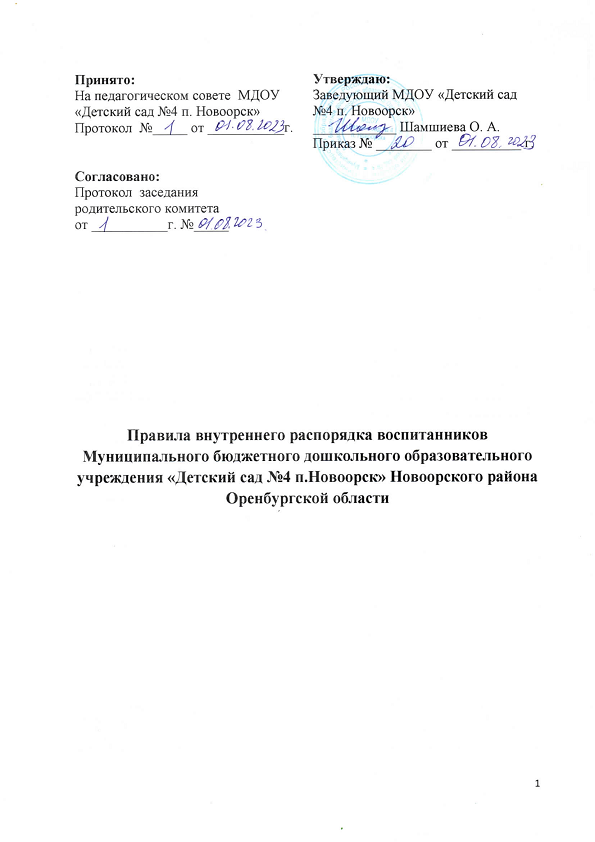 Принято:
На педагогическом совете МДОУ
«Детский сад №4 п. Новоорск»
Протокол № 1 от 01.08.2023г.
Утверждаю:
Заведующий МДОУ «Детский сад
№4 п. Новоорск»
Шамшиева О. А.
Приказ № 20 от 01.08.2023
Согласовано:
Протокол заседания
родительского комитета
от 1 г. № 01.08.2023
Правила внутреннего распорядка воспитанников
Муниципального бюджетного дошкольного образовательного
учреждения «Детский сад №4 п.Новоорск» Новоорского района
Оренбургской области
1